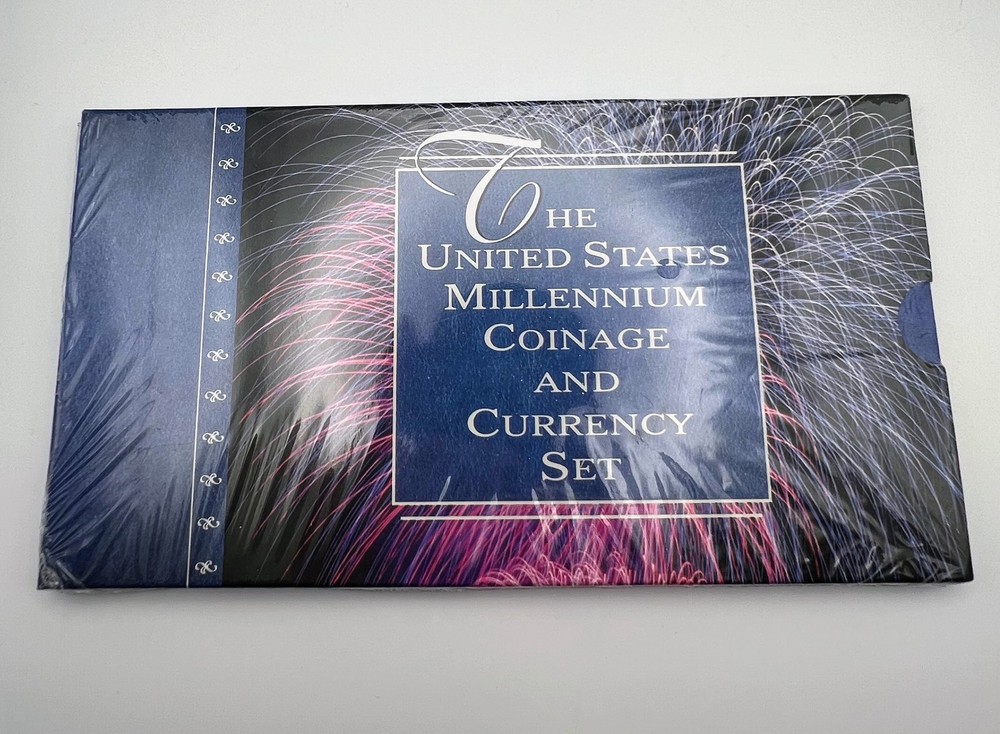 The
United States
Millennium
Coinage
and
Currency
Set